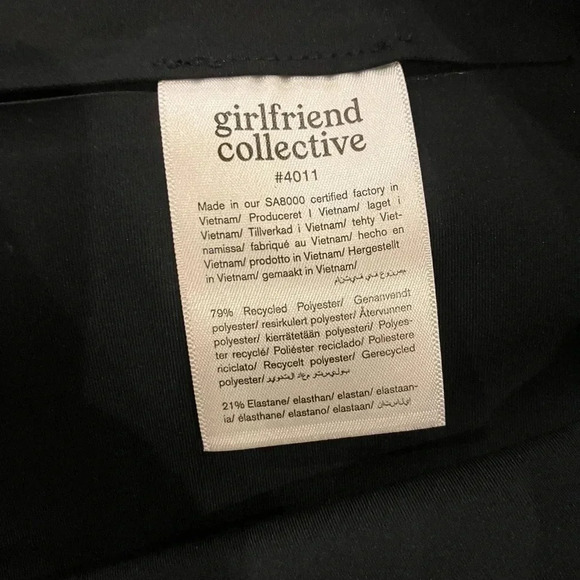 girlfriend
collective
#4011
Made in our SA8000 certified factory in
Vietnam/ Produceret I Vietnam/ laget i
Vietnam/ Tillverkad i Vietnam/ tehty Viet-
namissa/ fabriqué au Vietnam/ hecho en
Vietnam/ prodotto in Vietnam/ Hergestellt
in Vietnam/ gemaakt in Vietnam/
79% Recycled Polyester/ Genanvendt
polyester/ resirkulert polyester/ Återvunnen
polyester/ kierrätetään polyesteri/ Polyes-
ter recyclé/ Poliéster reciclado/ Poliestere
riciclato/ Recycelt polyester/ Gerecycled
polyester/
21% Elastane/ elasthan/ elastan/ elastaan-
ia/ élasthane/ elastano/ elastaan/